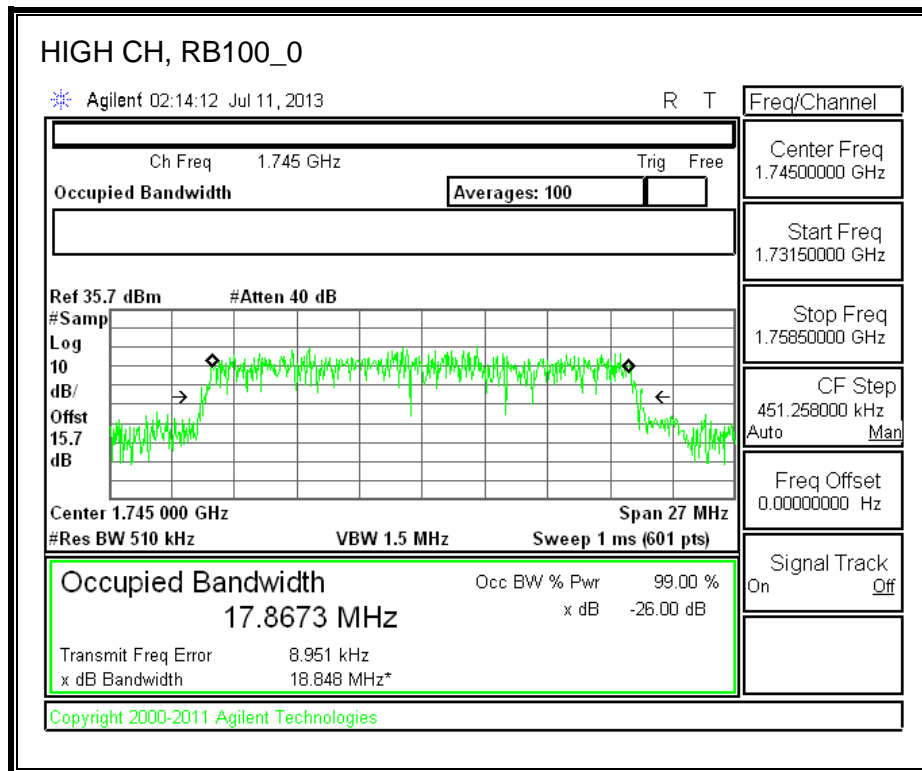 HIGH CH, RB100_0
Agilent 02:14:12 Jul 11, 2013 R T
Freq/Channel
Ch Freq 1.745 GHz Trig Free
Occupied Bandwidth Averages: 100
Center Freq
1.74500000 GHz
Start Freq
1.73150000 GHz
Ref 35.7 dBm #Atten 40 dB
#Samp
Log
10
dB/
Offst
15.7
dB
Stop Freq
1.75850000 GHz
CF Step
451.258000 kHz
Auto Man
Center 1.745 000 GHz Span 27 MHz
#Res BW 510 kHz VBW 1.5 MHz Sweep 1 ms (601 pts)
Freq Offset
0.00000000 Hz
Occupied Bandwidth Occ BW % Pwr 99.00 %
17.8673 MHz x dB -26.00 dB
Signal Track
On Off
Transmit Freq Error 8.951 kHz
x dB Bandwidth 18.848 MHz*
Copyright 2000-2011 Agilent Technologies